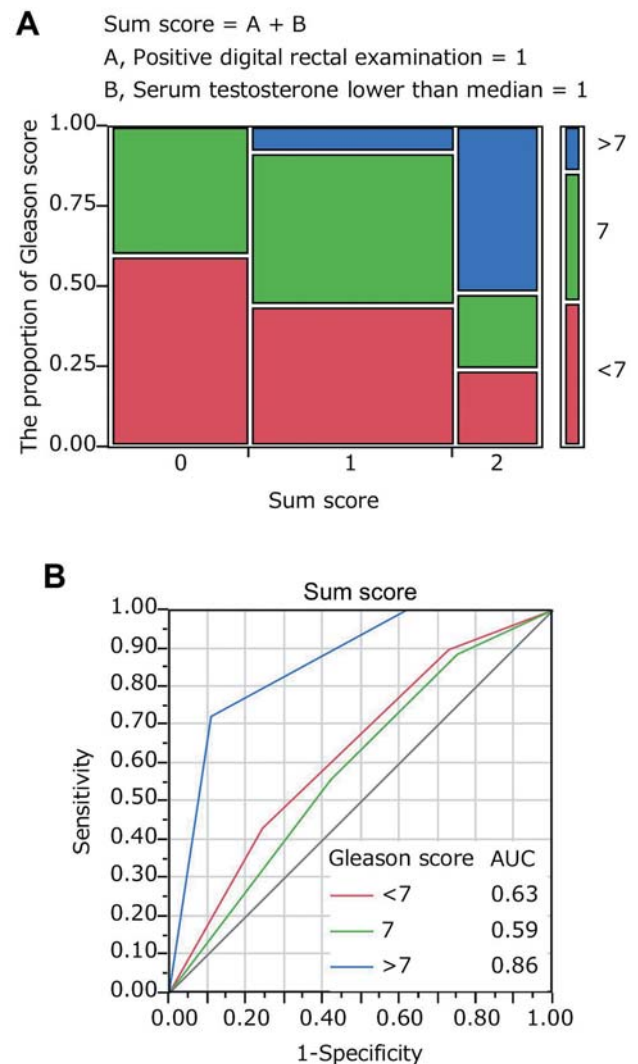 A
Sum score = A + B
A, Positive digital rectal examination = 1
B, Serum testosterone lower than median = 1
The proportion of Gleason score
1.00
0.75
0.50
0.25
0.00
0 1 2
Sum score
>7
7
<7
B
Sum score
Sensitivity
1.00
0.90
0.80
0.70
0.60
0.50
0.40
0.30
0.20
0.10
0.00
Gleason score AUC
<7 0.63
7 0.59
>7 0.86
0.00 0.20 0.40 0.60 0.80 1.00
1-Specificity